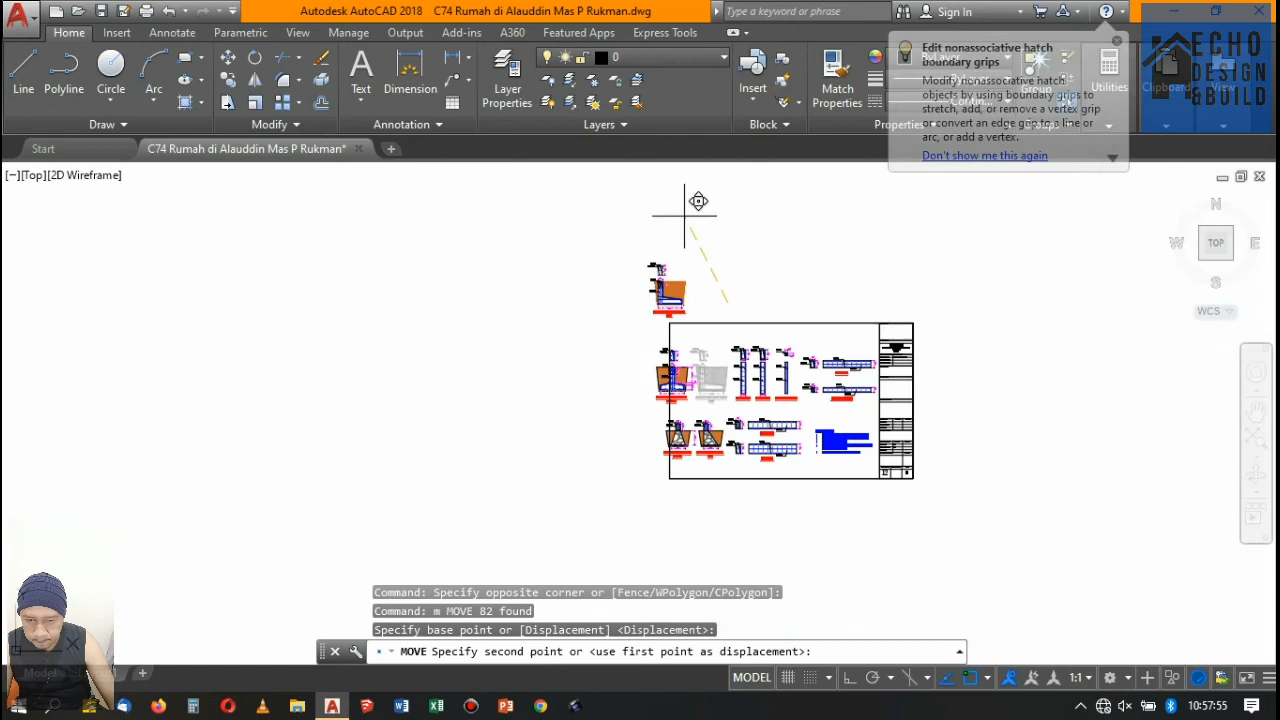 Autodesk AutoCAD 2018 C74 Rumah di Alauddin Mas P Rukman.dwg
Type a keyword or phrase
Sign In
Home Insert Annotate Parametric View Manage Output Add-ins A360 Featured Apps Express Tools
Line Polyline Circle Arc
Text Dimension
Layer
Properties
0
Insert
Match
Properties
Group
Utilities
Clipboard
View
Draw Modify Annotation Layers Block Properties Groups
Edit nonassociative hatch
boundary grips
Modify nonassociative hatch
objects by using boundary grips to
stretch, add, or remove a vertex grip
or convert an edge grip to a line or
arc, or add a vertex.
Don't show me this again
ECHO
DESIGN
&BUILD
Start C74 Rumah di Alauddin Mas P Rukman*
[−][Top][2D Wireframe]
N
W TOP E
S
WCS
Command: Specify opposite corner or [Fence/WPolygon/CPolygon]:
Command: m MOVE 82 found
Specify base point or [Displacement] <Displacement>:
MOVE Specify second point or <use first point as displacement>:
Model
MODEL 1:1
10:57:55